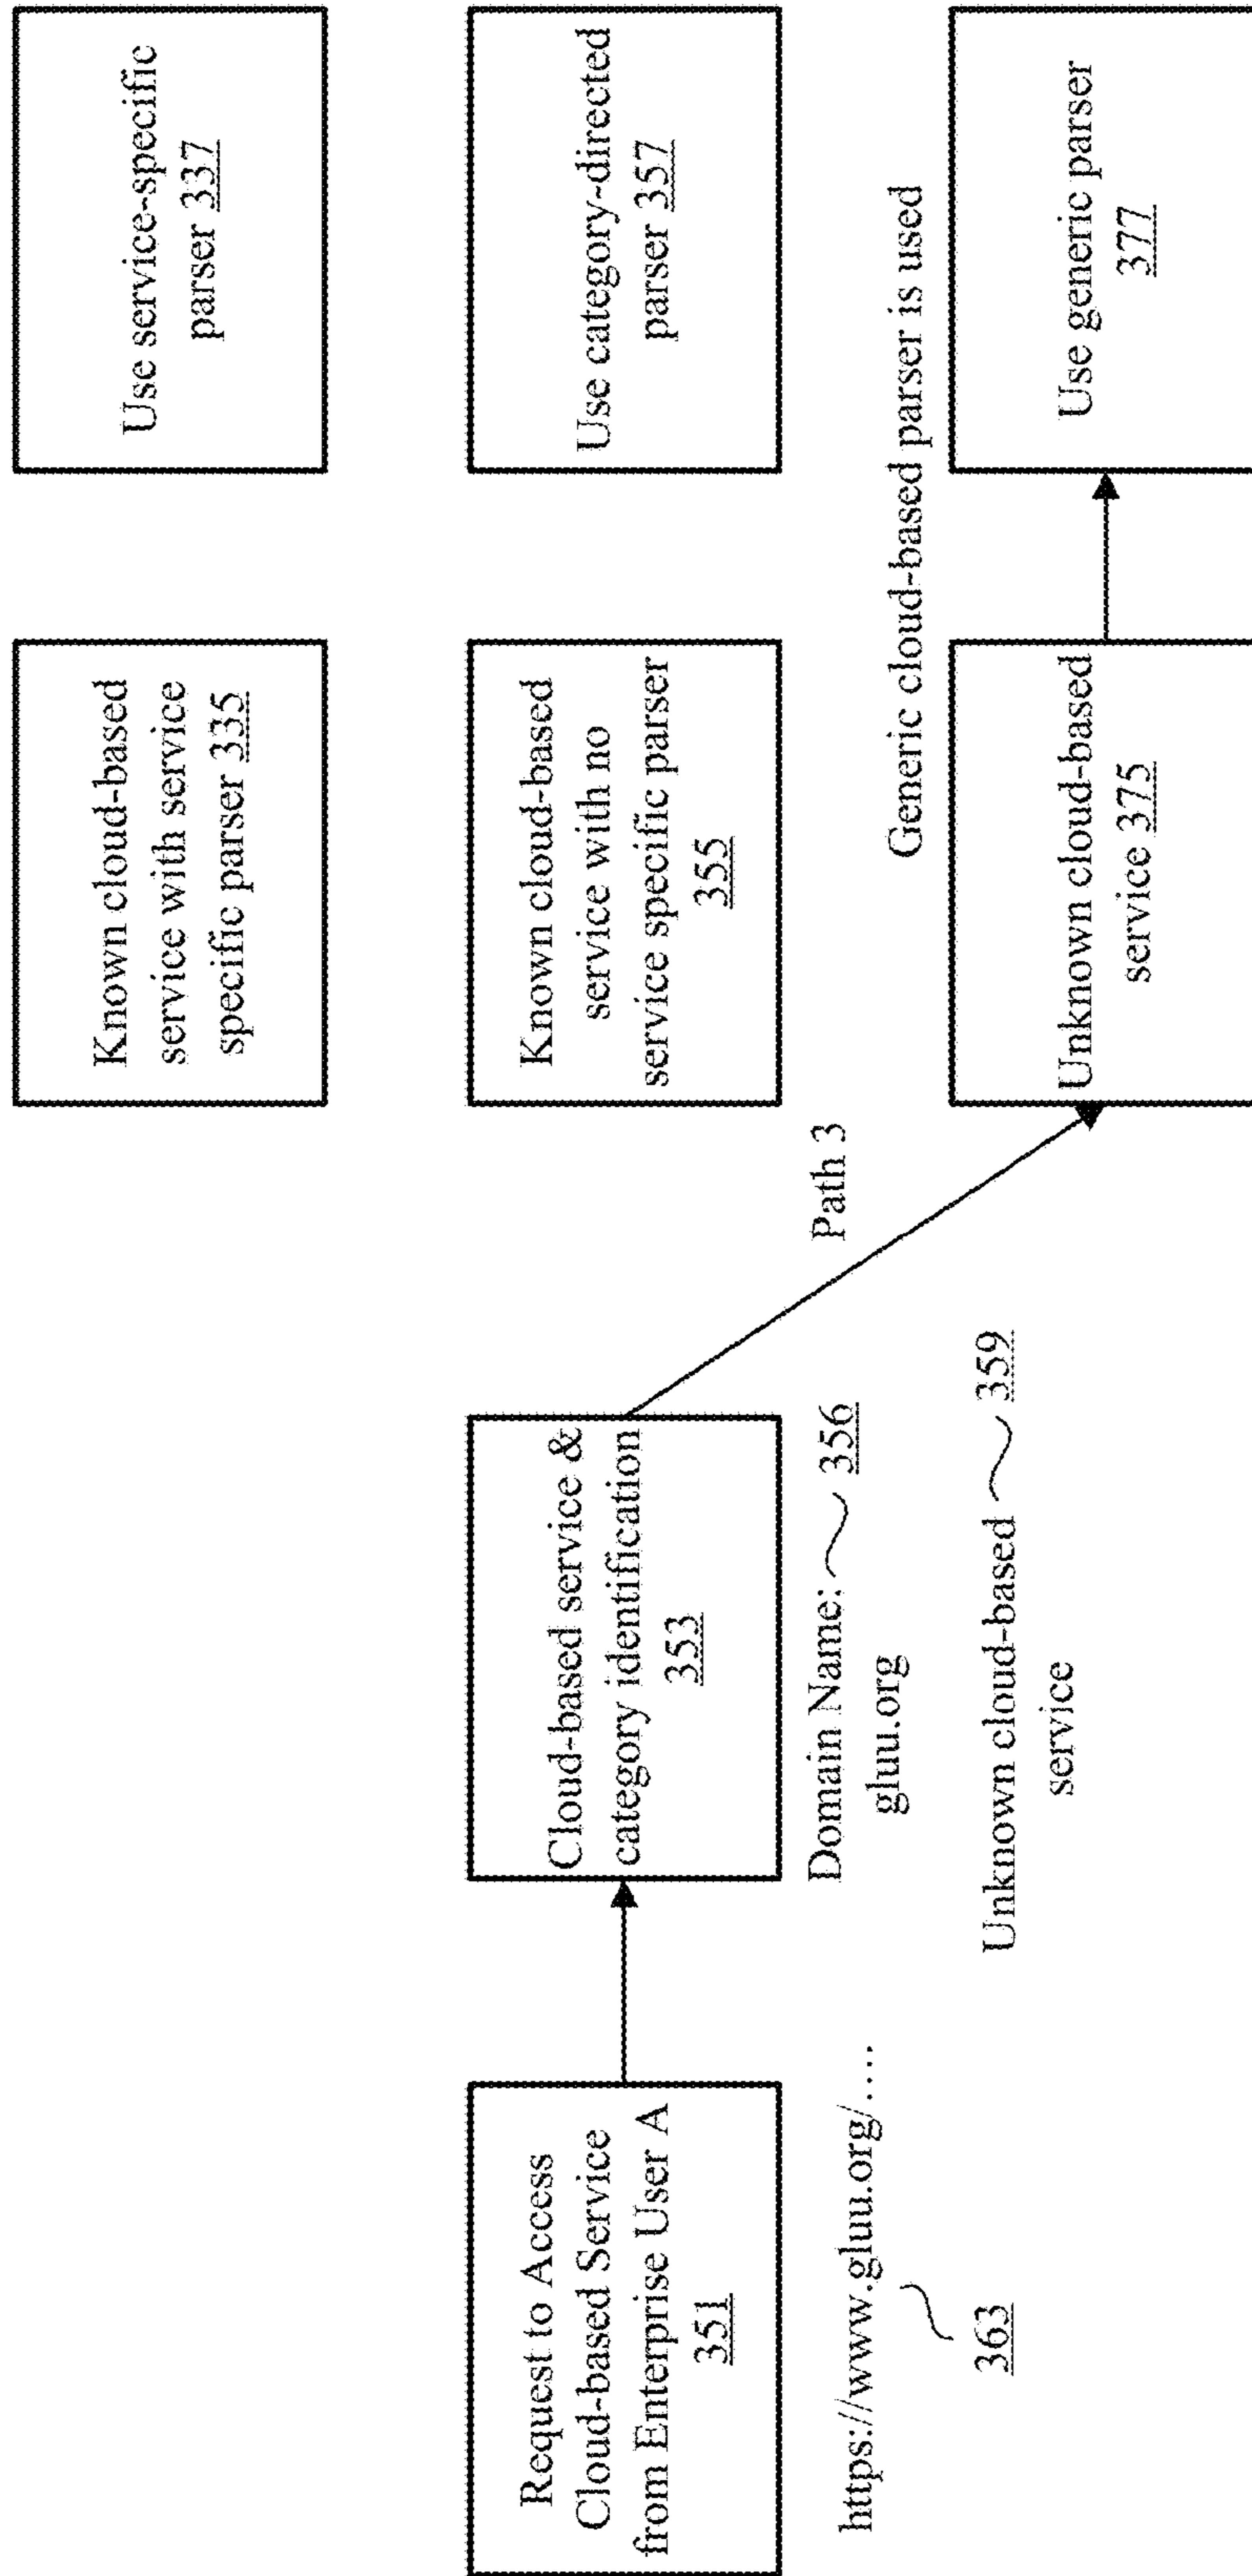 Request to Access
Cloud-based Service
from Enterprise User A
351
https://www.gluu.org/….
363
Cloud-based service &
category identification
353
Domain Name:
356
gluu.org
Unknown cloud-based
359
service
Path 3
Known cloud-based
service with service
specific parser 335
Use service-specific
parser 337
Known cloud-based
service with no
service specific parser
355
Use category-directed
parser 357
Generic cloud-based parser is used
Unknown cloud-based
service 375
Use generic parser
377